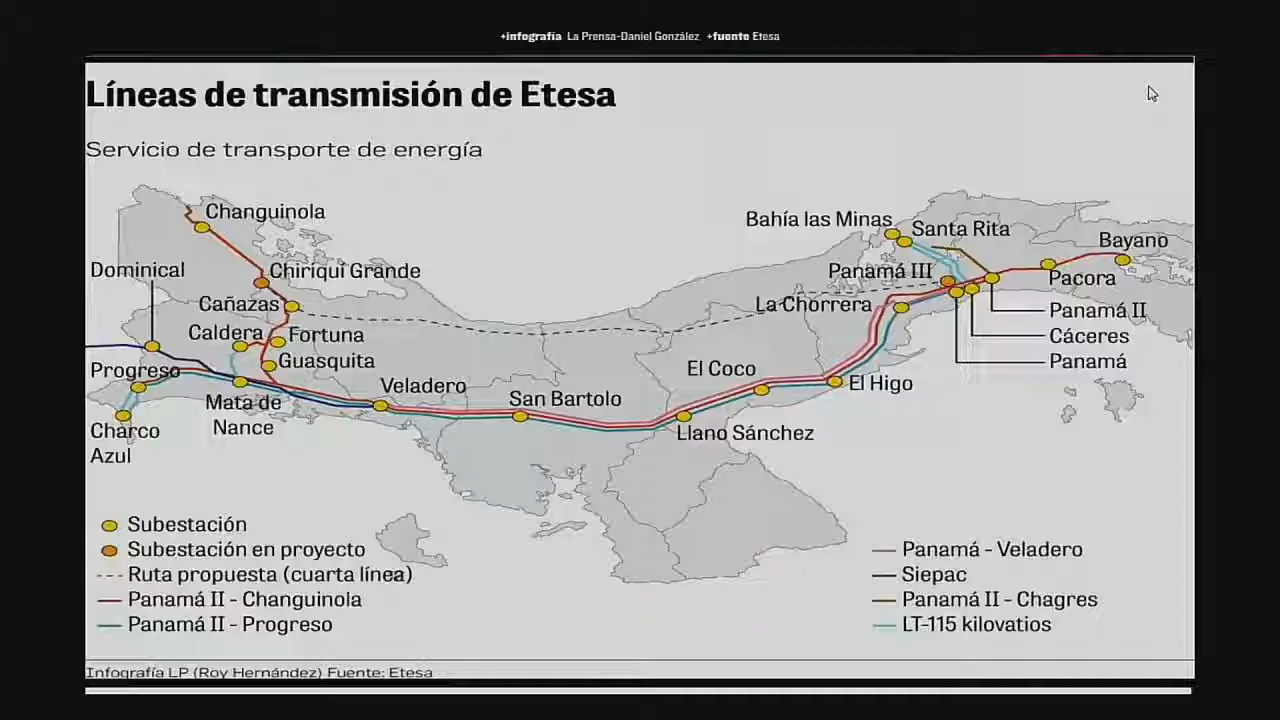 +infografía La Prensa-Daniel González +fuente Etesa
Líneas de transmisión de Etesa
Servicio de transporte de energía
Changuinola
Bahía las Minas
Santa Rita
Bayano
Dominical
Chiriquí Grande
Panamá III
Pacora
Cañazas
La Chorrera
Panamá II
Caldera
Fortuna
Cáceres
Guasquita
Panamá
Progreso
El Coco
Veladero
El Higo
Mata de
Nance
San Bartolo
Charco
Azul
Llano Sánchez
Subestación
Subestación en proyecto
Ruta propuesta (cuarta línea)
Panamá II - Changuinola
Panamá II - Progreso
Panamá - Veladero
Siepac
Panamá II - Chagres
LT-115 kilovatios
Infografía LP (Roy Hernández) Fuente: Etesa